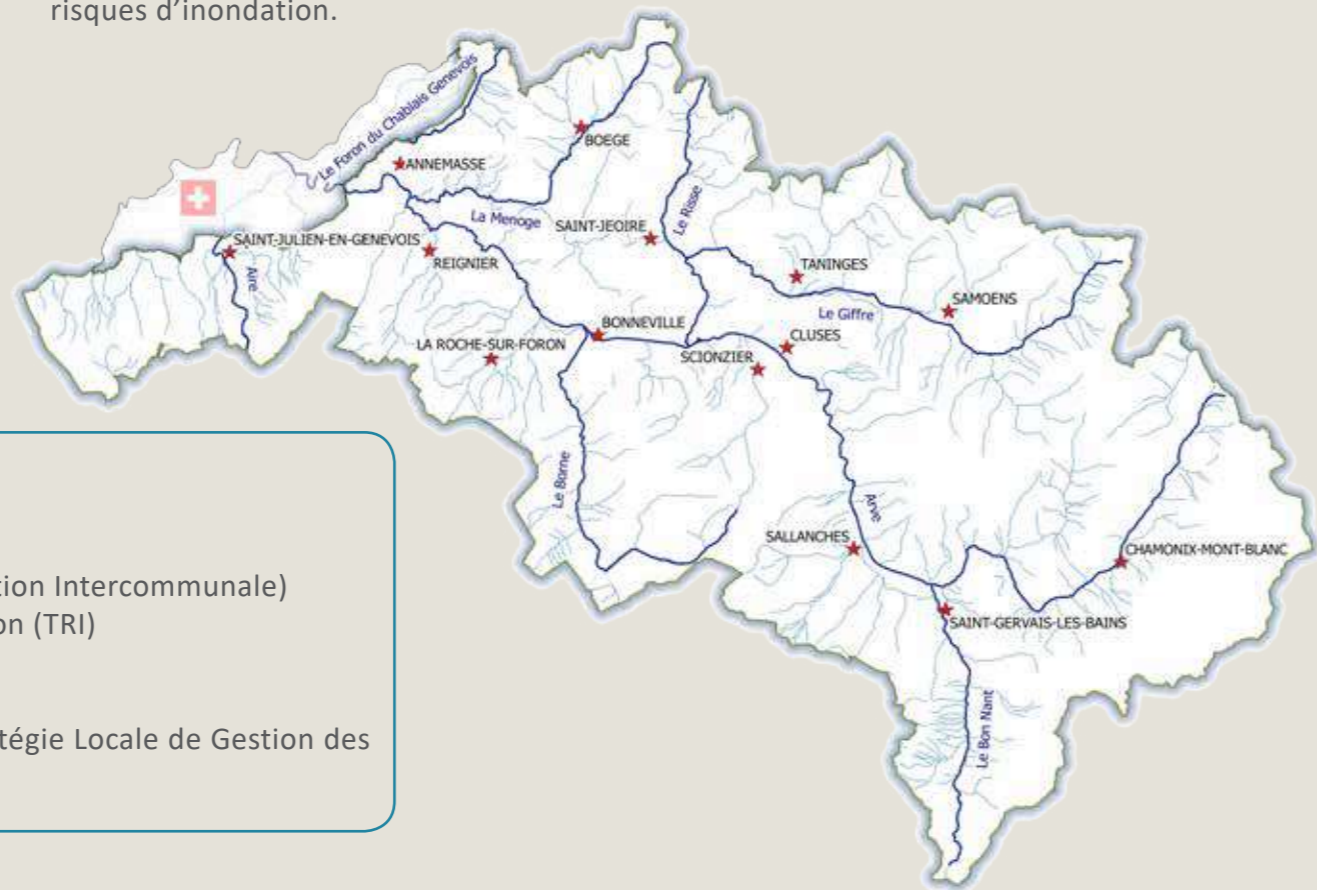 risques d’inondation.
Le Foron du Chablais Genevois
BOEGE
ANNEMASSE
La Menoge
Le Risse
SAINT-JEOIRE
SAINT-JULIEN-EN-GENEVOIS
REIGNIER
Aire
TANINGES
SAMOENS
Le Giffre
BONNEVILLE
CLUSES
LA ROCHE-SUR-FORON
SCIONZIER
Le Borne
Arve
SALLANCHES
CHAMONIX-MONT-BLANC
SAINT-GERVAIS-LES-BAINS
Le Bon Nant
tion Intercommunale)
on (TRI)
tégie Locale de Gestion des